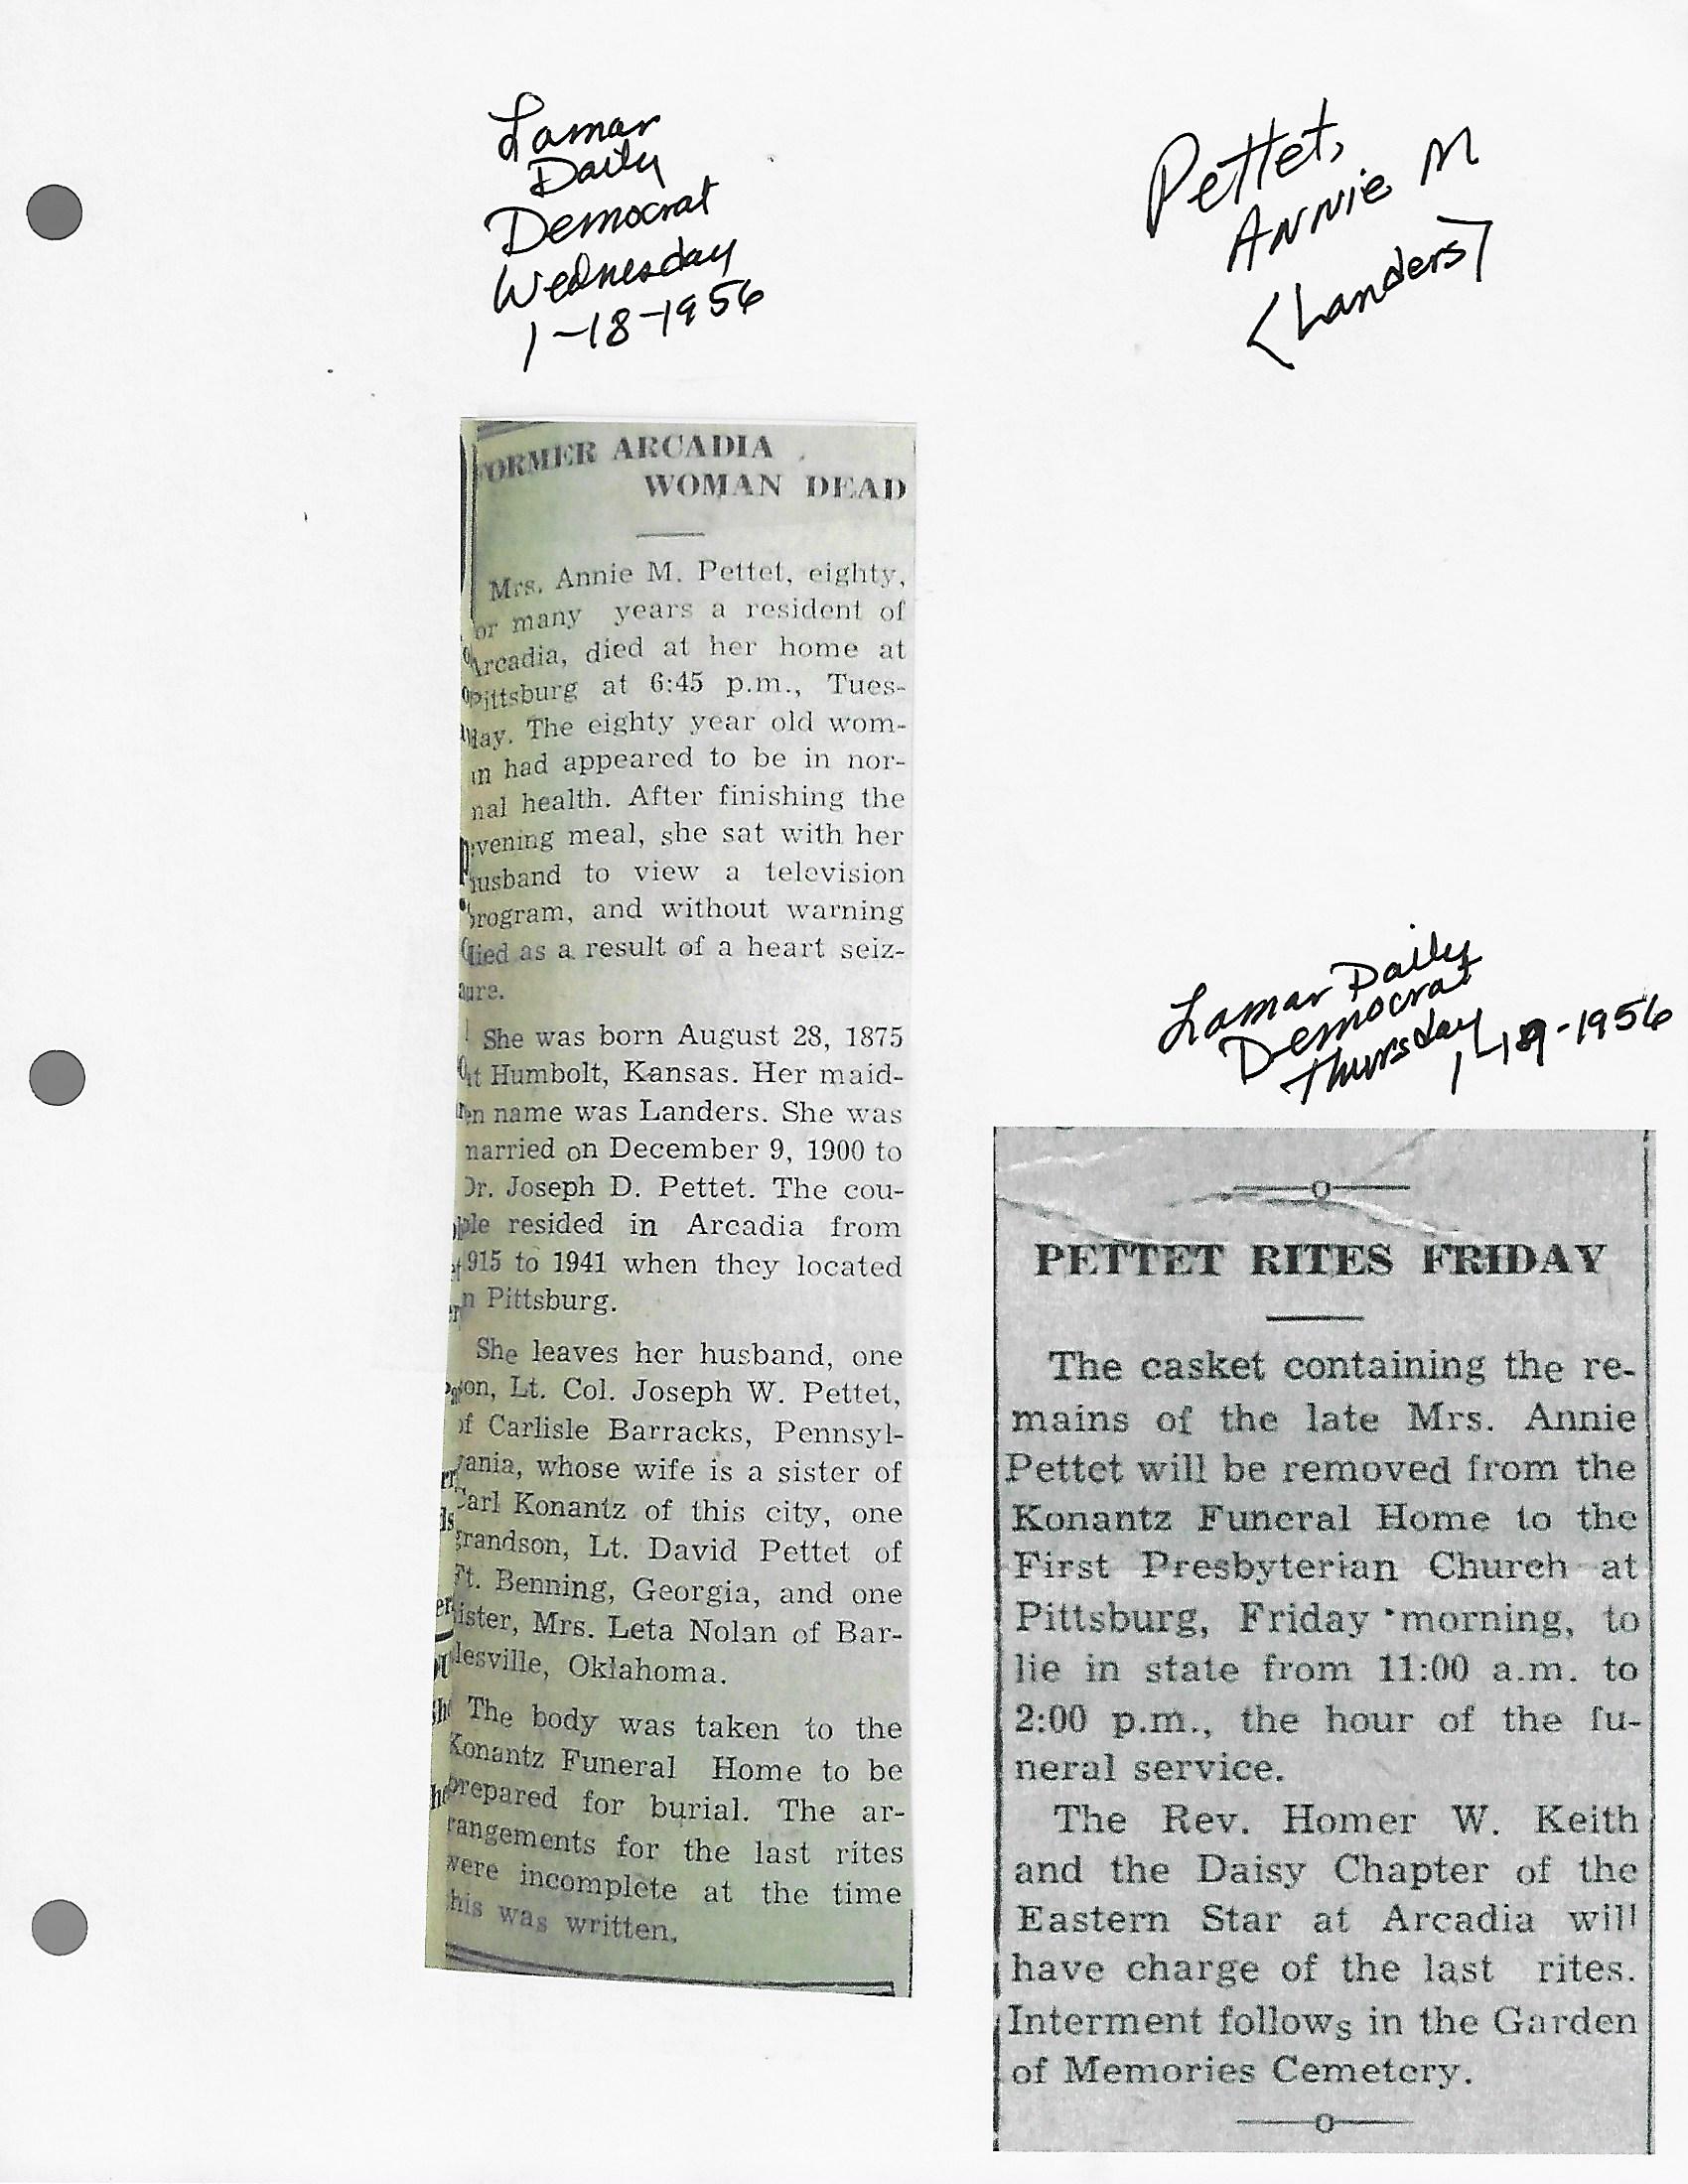 Lamar
Daily
Democrat
Wednesday
1-18-1956
Pettet,
Annie M
<Landers>
FORMER ARCADIA
WOMAN DEAD
Mrs. Annie M. Pettet, eighty,
or many years a resident of
Arcadia, died at her home at
Pittsburg at 6:45 p.m., Tues-
day. The eighty year old wom-
an had appeared to be in nor-
nal health. After finishing the
evening meal, she sat with her
husband to view a television
program, and without warning
died as a result of a heart seiz-
ure.
She was born August 28, 1875
at Humbolt, Kansas. Her maid-
en name was Landers. She was
narried on December 9, 1900 to
Dr. Joseph D. Pettet. The cou-
ple resided in Arcadia from
915 to 1941 when they located
n Pittsburg.
She leaves her husband, one
son, Lt. Col. Joseph W. Pettet,
of Carlisle Barracks, Pennsyl-
vania, whose wife is a sister of
Carl Konantz of this city, one
grandson, Lt. David Pettet of
Ft. Benning, Georgia, and one
sister, Mrs. Leta Nolan of Bar-
lesville, Oklahoma.
The body was taken to the
Konantz Funeral Home to be
prepared for burial. The ar-
rangements for the last rites
were incomplete at the time
his was written.
Lamar Daily
Democrat
Thursday 1-19-1956
PETTET RITES FRIDAY
The casket containing the re-
mains of the late Mrs. Annie
Pettet will be removed from the
Konantz Funeral Home to the
First Presbyterian Church at
Pittsburg, Friday morning, to
lie in state from 11:00 a.m. to
2:00 p.m., the hour of the fu-
neral service.
The Rev. Homer W. Keith
and the Daisy Chapter of the
Eastern Star at Arcadia will
have charge of the last rites.
Interment follows in the Garden
of Memories Cemetery.